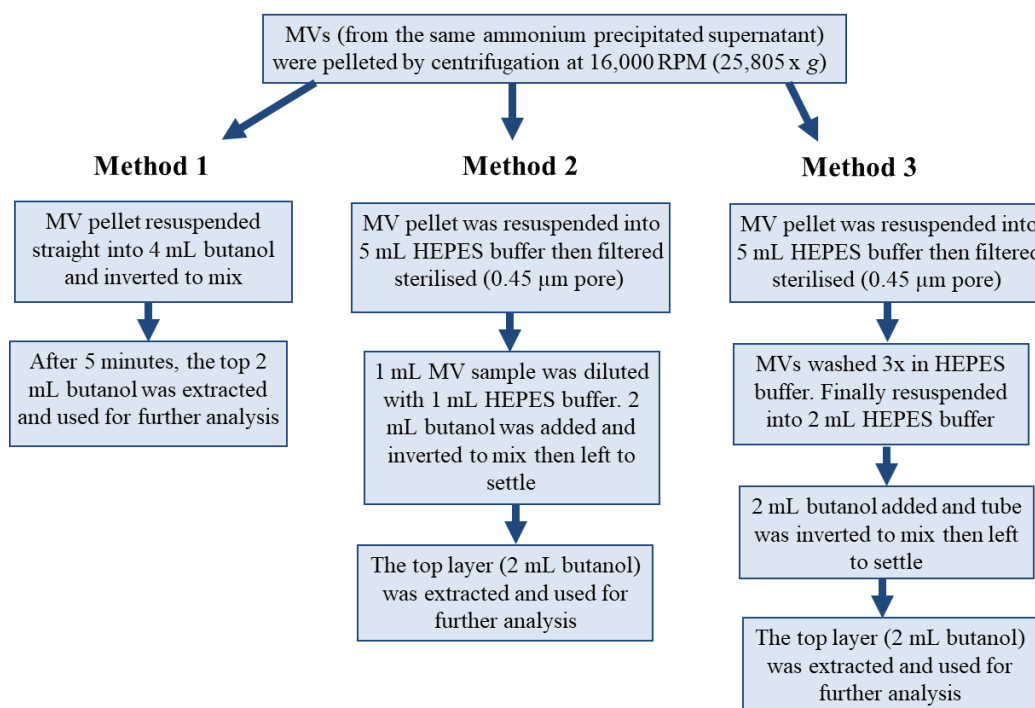 MVs (from the same ammonium precipitated supernatant)
were pelleted by centrifugation at 16,000 RPM (25,805 x g)
Method 1
MV pellet resuspended
straight into 4 mL butanol
and inverted to mix
After 5 minutes, the top 2
mL butanol was extracted
and used for further analysis
Method 2
MV pellet was resuspended into
5 mL HEPES buffer then filtered
sterilised (0.45 µm pore)
1 mL MV sample was diluted
with 1 mL HEPES buffer. 2
mL butanol was added and
inverted to mix then left to
settle
The top layer (2 mL butanol)
was extracted and used for
further analysis
Method 3
MV pellet was resuspended into
5 mL HEPES buffer then filtered
sterilised (0.45 µm pore)
MVs washed 3x in HEPES
buffer. Finally resuspended
into 2 mL HEPES buffer
2 mL butanol added and tube
was inverted to mix then left
to settle
The top layer (2 mL butanol)
was extracted and used for
further analysis